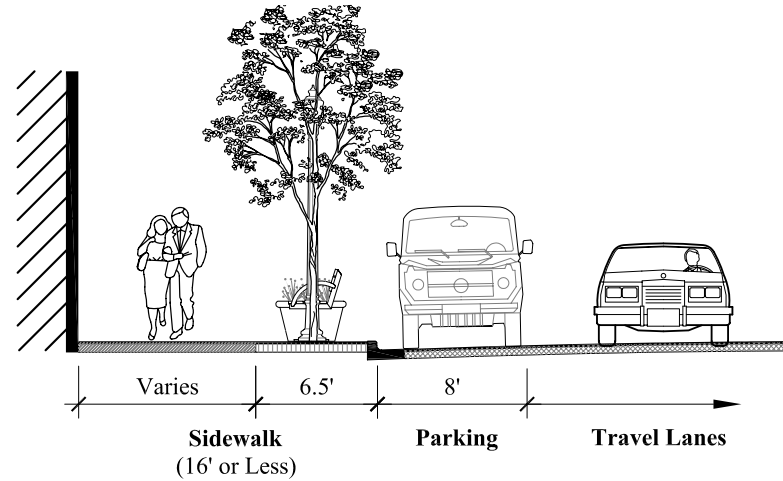 Varies 6.5' 8'
Sidewalk Parking Travel Lanes
(16' or Less)